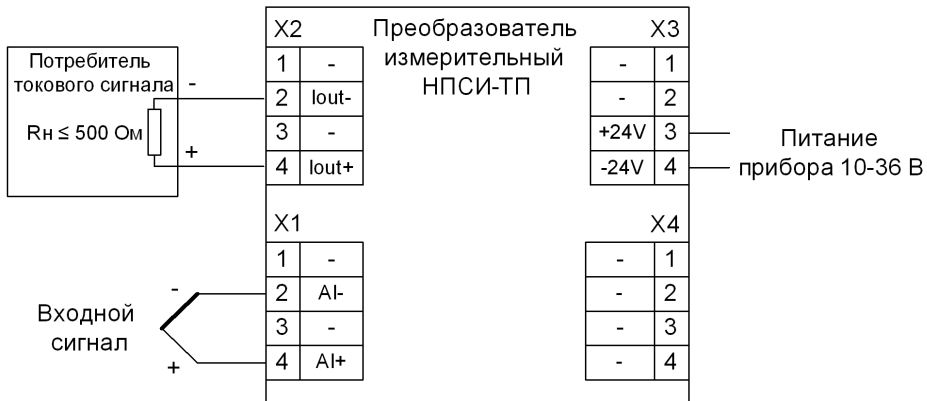 X2
Преобразователь
измерительный
НПСИ-ТП
X3
Потребитель
токового сигнала
Rн ≤ 500 Ом
-
+
1 -
2 Iout-
3 -
4 Iout+
- 1
- 2
+24V 3
-24V 4
Питание
прибора 10-36 В
X1
X4
1 -
2 AI-
3 -
4 AI+
- 1
- 2
- 3
- 4
Входной
сигнал
-
+